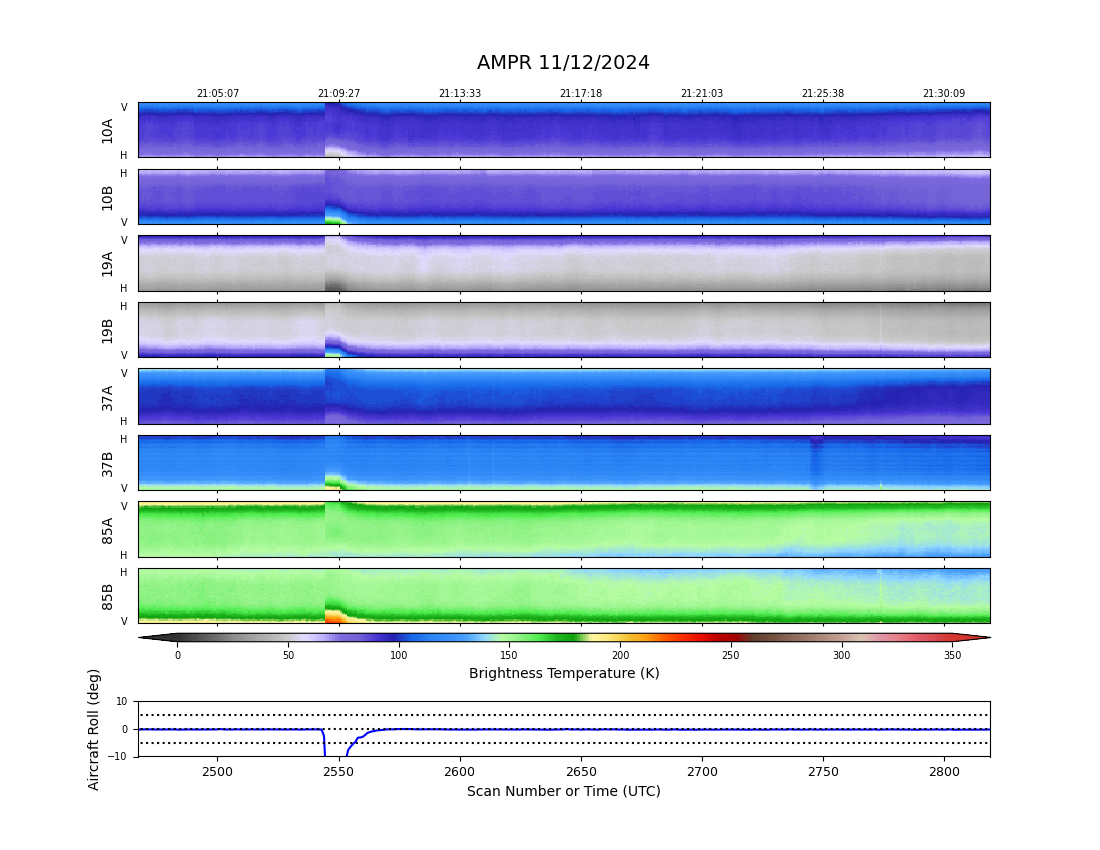 AMPR 11/12/2024
21:05:07 21:09:27 21:13:33 21:17:18 21:21:03 21:25:38 21:30:09
V
10A
H
H
10B
V
V
19A
H
H
19B
V
V
37A
H
H
37B
V
V
85A
H
H
85B
V
0 50 100 150 200 250 300 350
Brightness Temperature (K)
Aircraft Roll (deg)
10
0
−10
2500 2550 2600 2650 2700 2750 2800
Scan Number or Time (UTC)